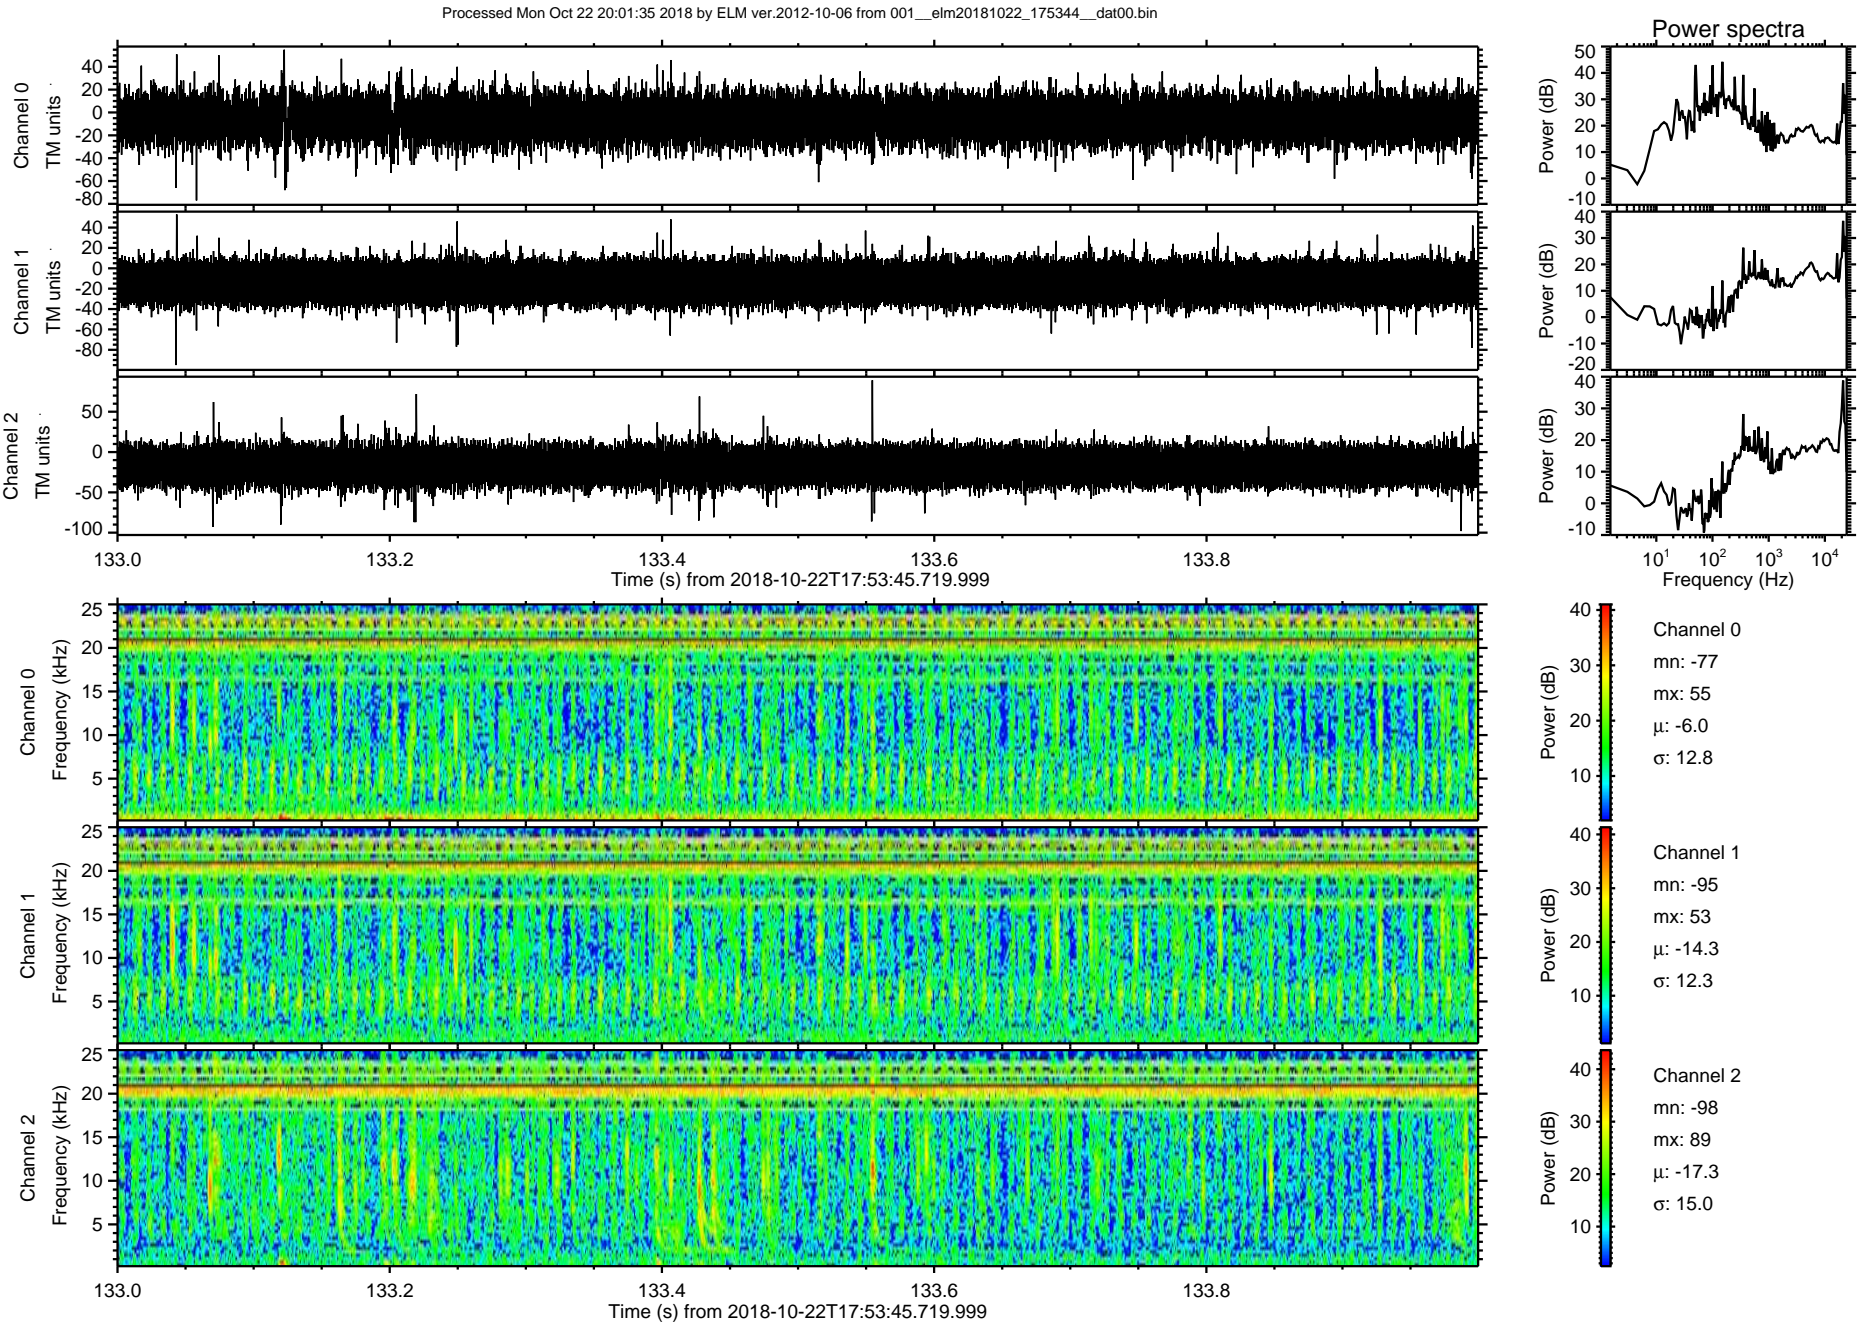 Processed Mon Oct 22 20:01:35 2018 by ELM ver.2012-10-06 from 001__elm20181022_175344__dat00.bin
Power spectra
Channel 0
TM units
40
20
0
-20
-40
-60
-80
Power (dB)
50
40
30
20
10
0
-10
Channel 1
TM units
40
20
0
-20
-40
-60
-80
Power (dB)
40
30
20
10
0
-10
-20
Channel 2
TM units
50
0
-50
-100
Power (dB)
40
30
20
10
0
-10
133.0 133.2 133.4 133.6 133.8
Time (s) from 2018-10-22T17:53:45.719.999
10¹ 10² 10³ 10⁴
Frequency (Hz)
Channel 0
Frequency (kHz)
25
20
15
10
5
Power (dB)
40
30
20
10
Channel 0
mn: -77
mx: 55
μ: -6.0
σ: 12.8
Channel 1
Frequency (kHz)
25
20
15
10
5
Power (dB)
40
30
20
10
Channel 1
mn: -95
mx: 53
μ: -14.3
σ: 12.3
Channel 2
Frequency (kHz)
25
20
15
10
5
Power (dB)
40
30
20
10
Channel 2
mn: -98
mx: 89
μ: -17.3
σ: 15.0
133.0 133.2 133.4 133.6 133.8
Time (s) from 2018-10-22T17:53:45.719.999